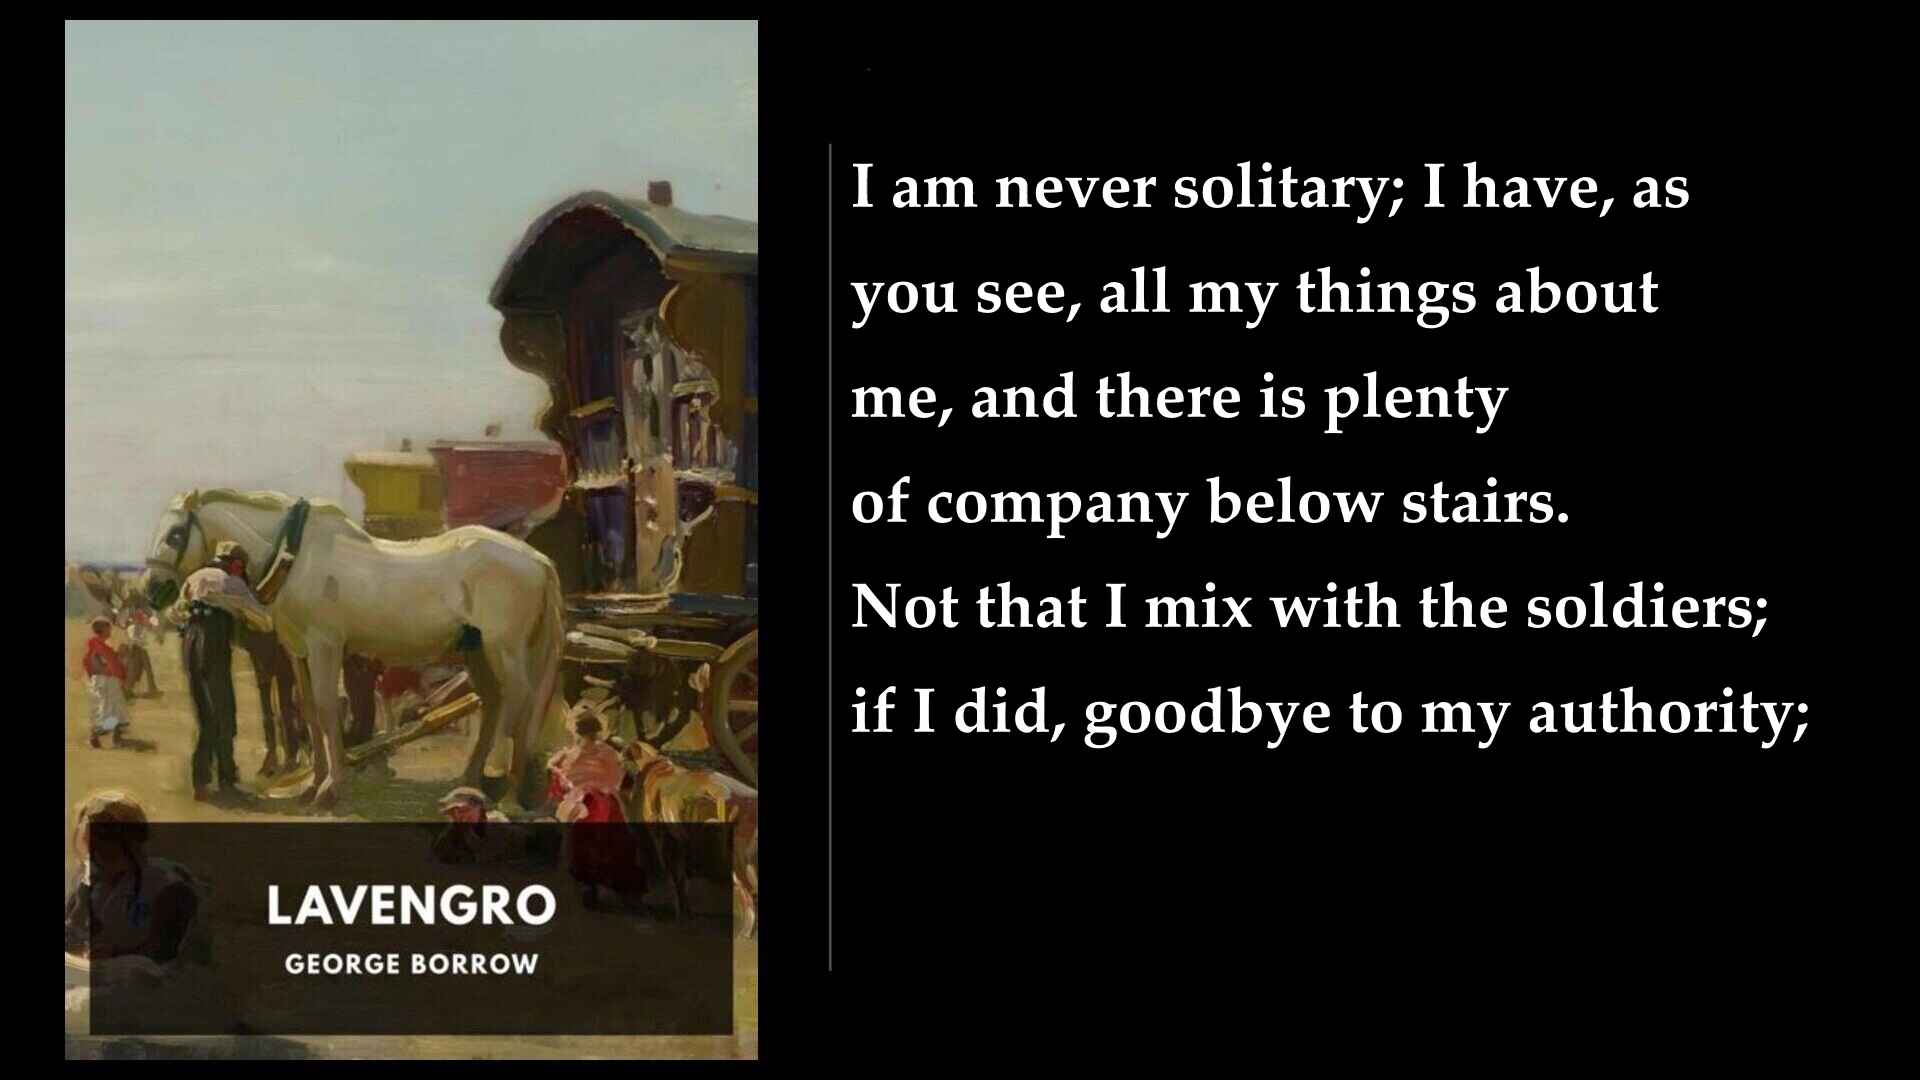 I am never solitary; I have, as
you see, all my things about
me, and there is plenty
of company below stairs.
Not that I mix with the soldiers;
if I did, goodbye to my authority;
LAVENGRO
GEORGE BORROW